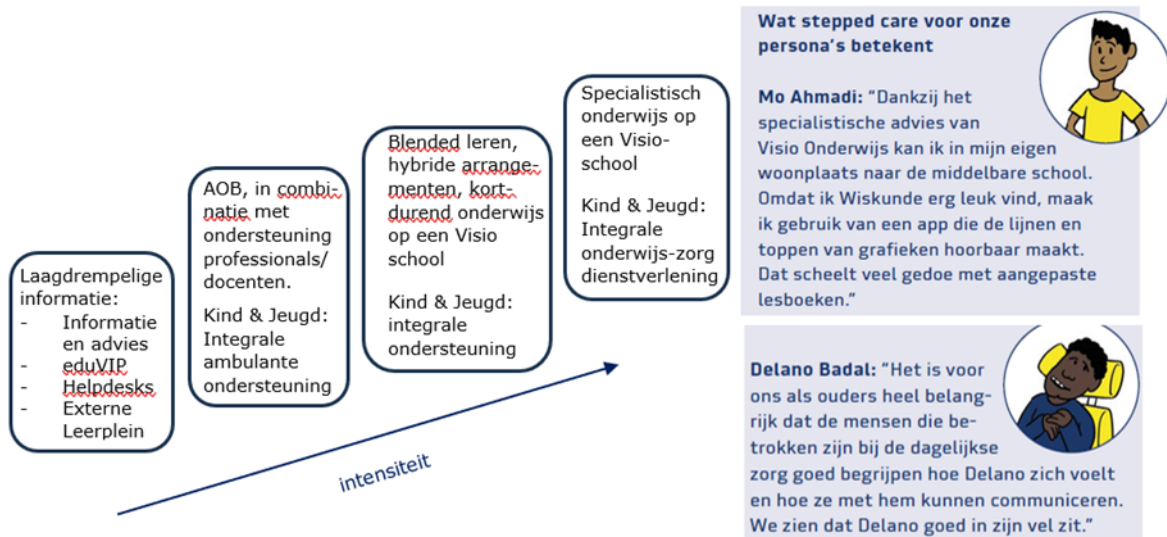 Laagdrempelige
informatie:
- Informatie
en advies
- eduVIP
- Helpdesks
- Externe
Leerplein
AOB, in combi-
natie met
ondersteuning
professionals/
docenten.
Kind & Jeugd:
Integrale
ambulante
ondersteuning
Blended leren,
hybride arrange-
menten, kort-
durend onderwijs
op een Visio
school
Kind & Jeugd:
integrale
ondersteuning
Specialistisch
onderwijs op
een Visio-
school
Kind & Jeugd:
Integrale
onderwijs-zorg
dienstverlening
intensiteit
Wat stepped care voor onze
persona's betekent
Mo Ahmadi: “Dankzij het
specialistische advies van
Visio Onderwijs kan ik in mijn eigen
woonplaats naar de middelbare school.
Omdat ik Wiskunde erg leuk vind, maak
ik gebruik van een app die de lijnen en
toppen van grafieken hoorbaar maakt.
Dat scheelt veel gedoe met aangepaste
lesboeken.”
Delano Badal: “Het is voor
ons als ouders heel belang-
rijk dat de mensen die be-
trokken zijn bij de dagelijkse
zorg goed begrijpen hoe Delano zich voelt
en hoe ze met hem kunnen communiceren.
We zien dat Delano goed in zijn vel zit.”